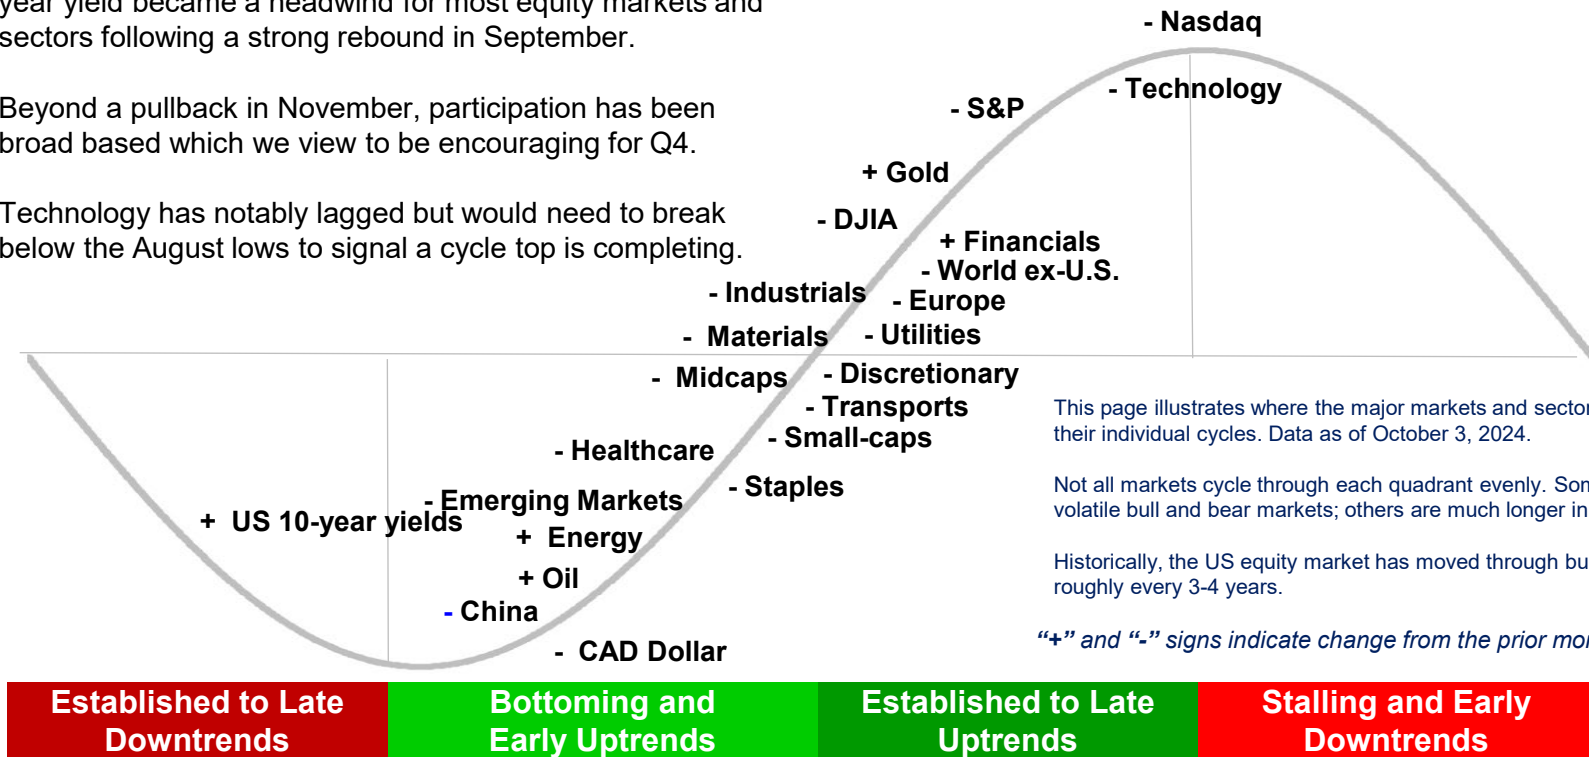 year yield became a headwind for most equity markets and
sectors following a strong rebound in September.
Beyond a pullback in November, participation has been
broad based which we view to be encouraging for Q4.
Technology has notably lagged but would need to break
below the August lows to signal a cycle top is completing.
- Nasdaq
- Technology
- S&P
+ Gold
- DJIA
+ Financials
- World ex-U.S.
- Industrials
- Europe
- Materials
- Utilities
- Midcaps
- Discretionary
- Transports
- Small-caps
- Healthcare
- Staples
- Emerging Markets
+ US 10-year yields
+ Energy
+ Oil
- China
- CAD Dollar
This page illustrates where the major markets and sector
their individual cycles. Data as of October 3, 2024.
Not all markets cycle through each quadrant evenly. Som
volatile bull and bear markets; others are much longer in
Historically, the US equity market has moved through bu
roughly every 3-4 years.
“+” and “-” signs indicate change from the prior mon
Established to Late
Downtrends
Bottoming and
Early Uptrends
Established to Late
Uptrends
Stalling and Early
Downtrends